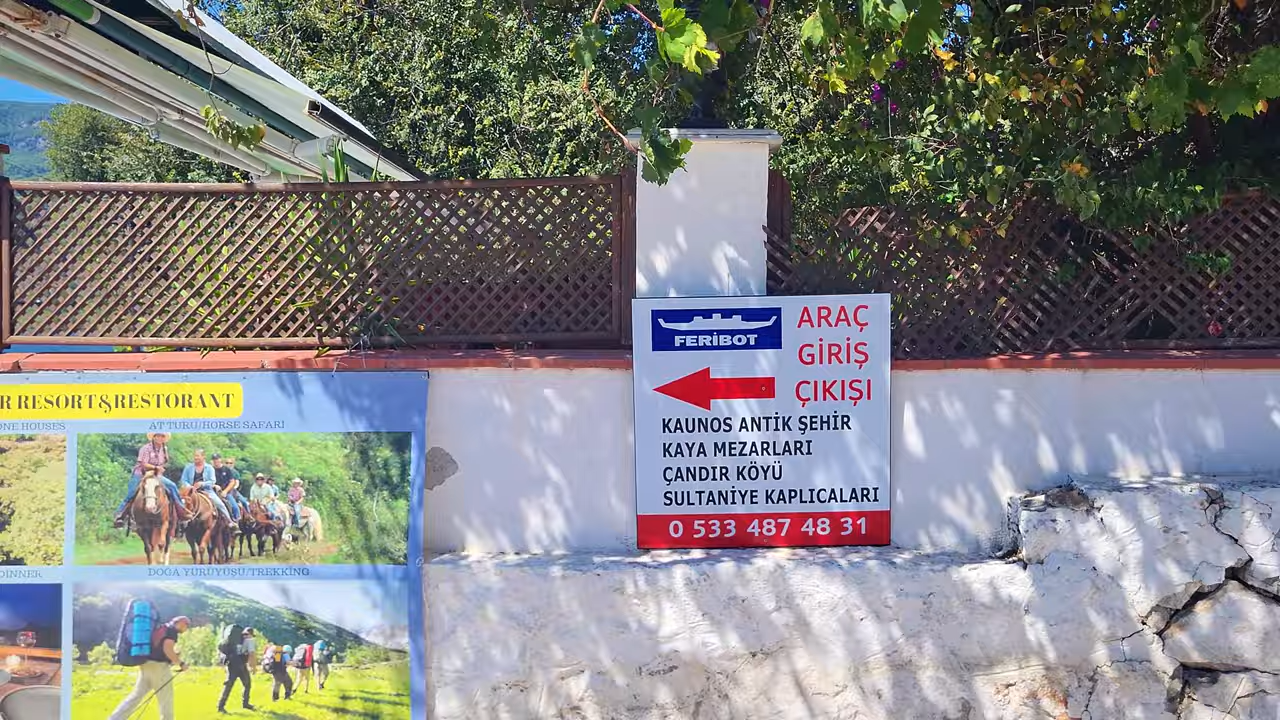 R RESORT&RESTORANT
ONE HOUSES
AT TURU/HORSE SAFARI
DINNER
DOĞA YÜRÜYÜŞÜ/TREKKING
FERİBOT
ARAÇ
GİRİŞ
ÇIKIŞI
KAUNOS ANTİK ŞEHİR
KAYA MEZARLARI
ÇANDIR KÖYÜ
SULTANİYE KAPLICALARI
0 533 487 48 31